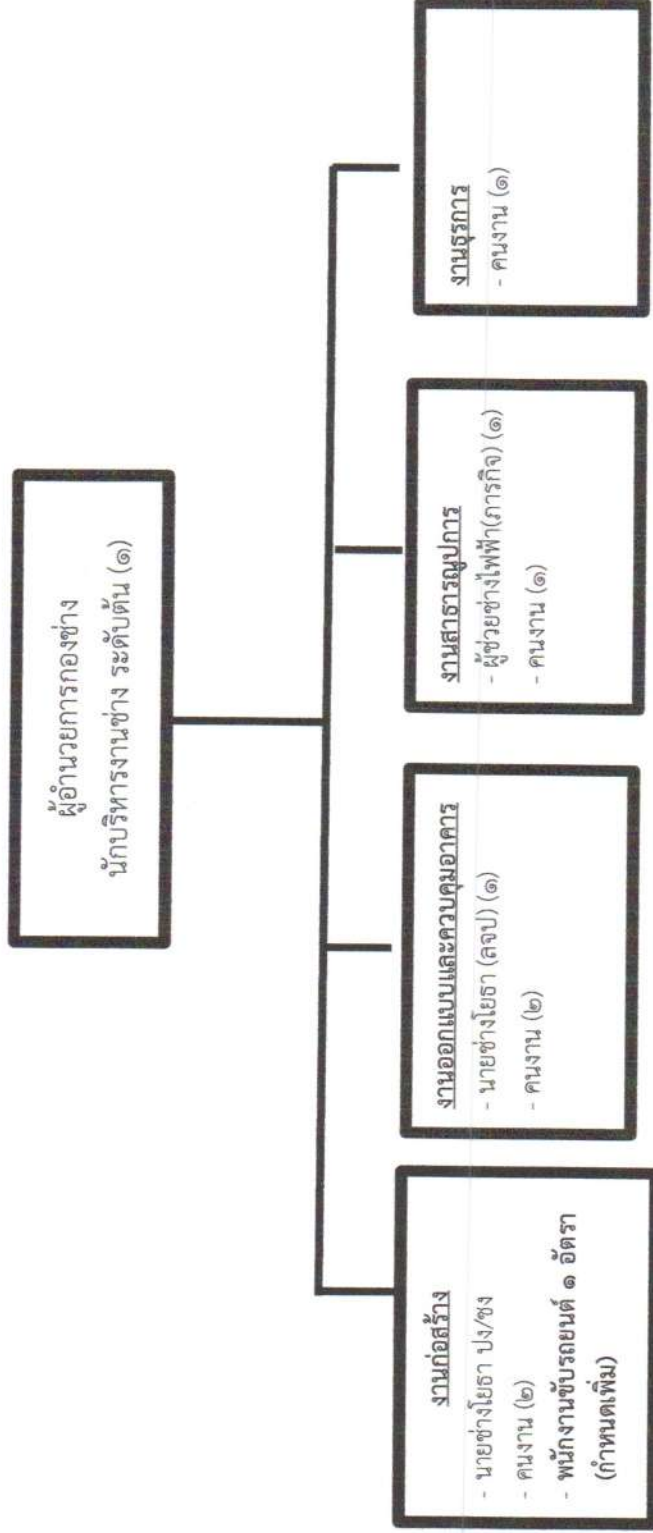 ผู้อำนวยการกองช่าง
นักบริหารงานช่าง ระดับต้น (๑)
งานก่อสร้าง
- นายช่างโยธา ปง/ชง
- คนงาน (๒)
- พนักงานขับรถยนต์ ๑ อัตรา
(กำหนดเพิ่ม)
งานออกแบบและควบคุมอาคาร
- นายช่างโยธา (ลจป) (๑)
- คนงาน (๒)
งานสาธารณูปการ
- ผู้ช่วยช่างไฟฟ้า(ภารกิจ) (๑)
- คนงาน (๑)
งานธุรการ
- คนงาน (๑)